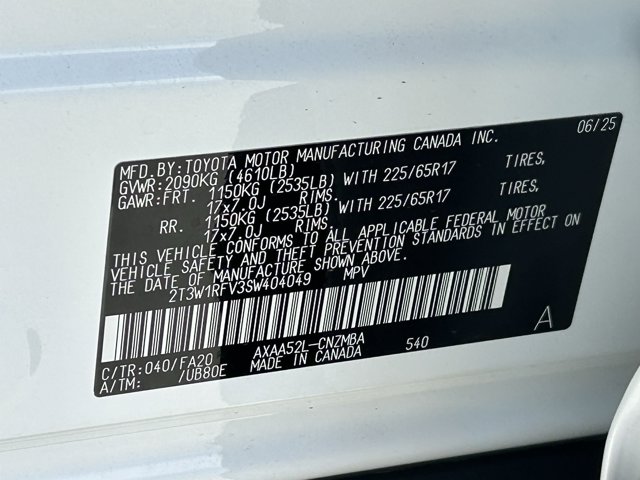 06/25
MFD.BY:TOYOTA MOTOR MANUFACTURING CANADA INC.
GVWR:2090KG (4610LB)
GAWR:FRT. 1150KG (2535LB) WITH 225/65R17 TIRES,
17x7.0J RIMS.
RR. 1150KG (2535LB) WITH 225/65R17 TIRES,
17x7.0J RIMS.
THIS VEHICLE CONFORMS TO ALL APPLICABLE FEDERAL MOTOR
VEHICLE SAFETY AND THEFT PREVENTION STANDARDS IN EFFECT ON
THE DATE OF MANUFACTURE SHOWN ABOVE.
2T3W1RFV3SW404049 MPV
A
C/TR:040/FA20 AXAA52L-CNZMBA 540
A/TM: /UB80E MADE IN CANADA